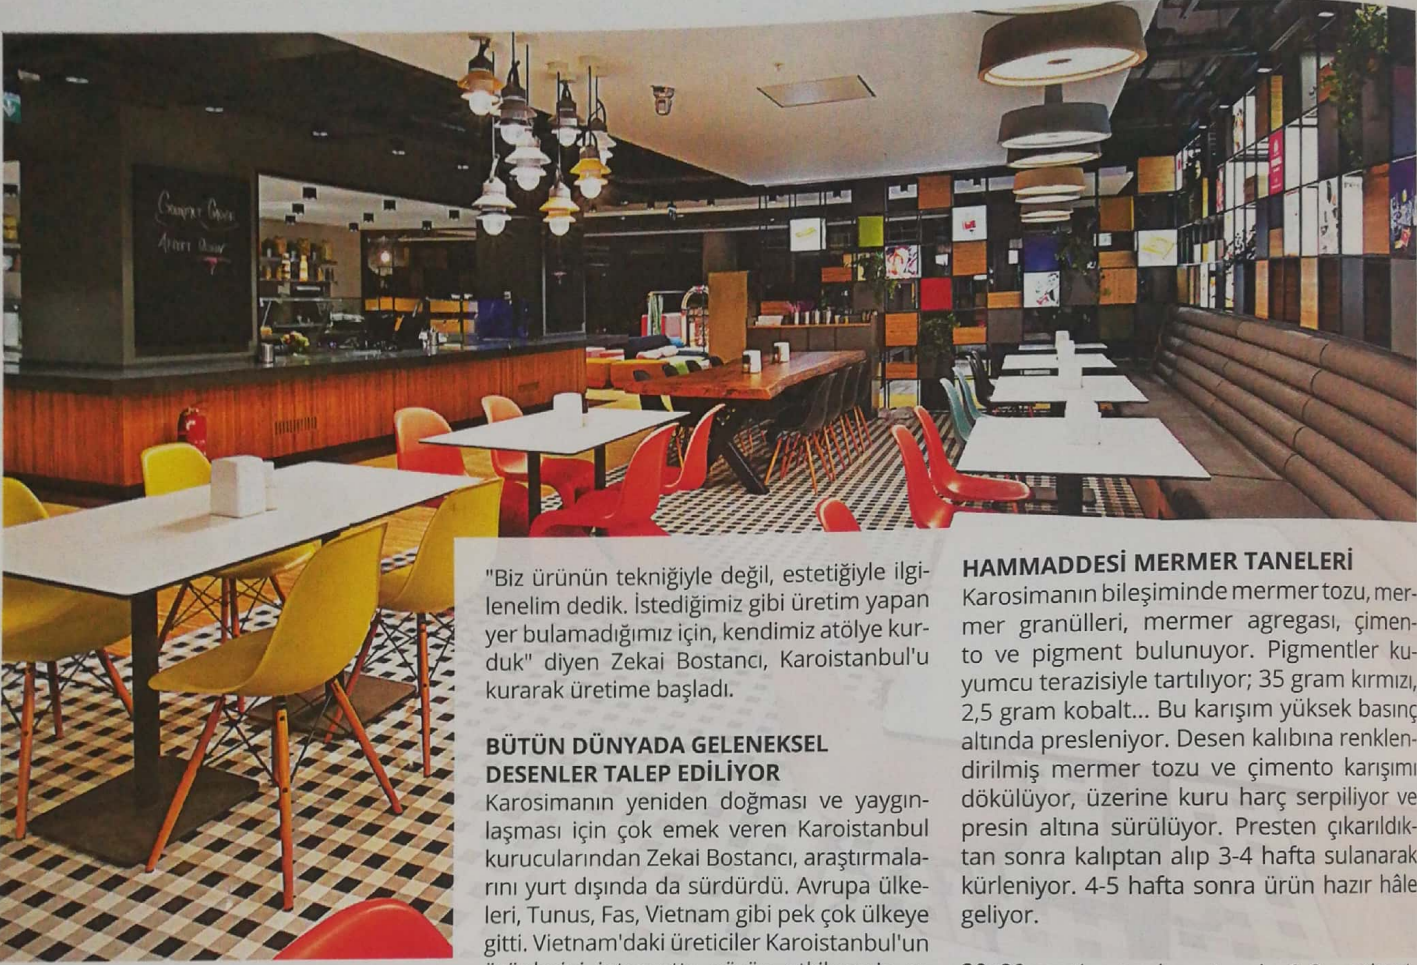 "Biz ürünün tekniğiyle değil, estetiğiyle ilgi-
lenelim dedik. İstediğimiz gibi üretim yapan
yer bulamadığımız için, kendimiz atölye kur-
duk" diyen Zekai Bostancı, Karoistanbul'u
kurarak üretime başladı.
BÜTÜN DÜNYADA GELENEKSEL
DESENLER TALEP EDİLİYOR
Karosimanın yeniden doğması ve yaygın-
laşması için çok emek veren Karoistanbul
kurucularından Zekai Bostancı, araştırmala-
rını yurt dışında da sürdürdü. Avrupa ülke-
leri, Tunus, Fas, Vietnam gibi pek çok ülkeye
gitti. Vietnam'daki üreticiler Karoistanbul'un
HAMMADDESİ MERMER TANELERİ
Karosimanın bileşiminde mermer tozu, mer-
mer granülleri, mermer agregası, çimen-
to ve pigment bulunuyor. Pigmentler ku-
yumcu terazisiyle tartılıyor; 35 gram kırmızı,
2,5 gram kobalt... Bu karışım yüksek basınç
altında presleniyor. Desen kalıbına renklen-
dirilmiş mermer tozu ve çimento karışımı
dökülüyor, üzerine kuru harç serpiliyor ve
presin altına sürülüyor. Presten çıkarıldık-
tan sonra kalıptan alıp 3-4 hafta sulanarak
kürleniyor. 4-5 hafta sonra ürün hazır hâle
geliyor.